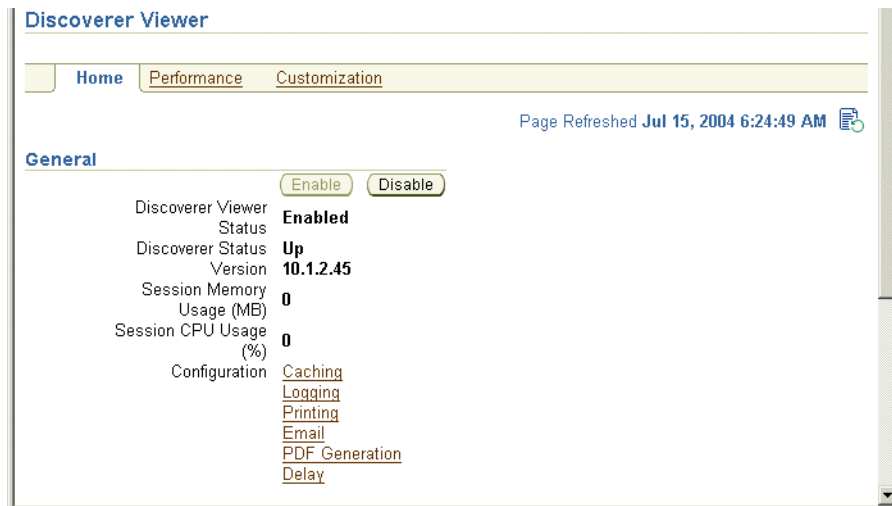 Discoverer Viewer
Home Performance Customization
Page Refreshed Jul 15, 2004 6:24:49 AM
General
Enable Disable
Discoverer Viewer
Status Enabled
Discoverer Status Up
Version 10.1.2.45
Session Memory
Usage (MB) 0
Session CPU Usage
(%) 0
Configuration Caching
Logging
Printing
Email
PDF Generation
Delay